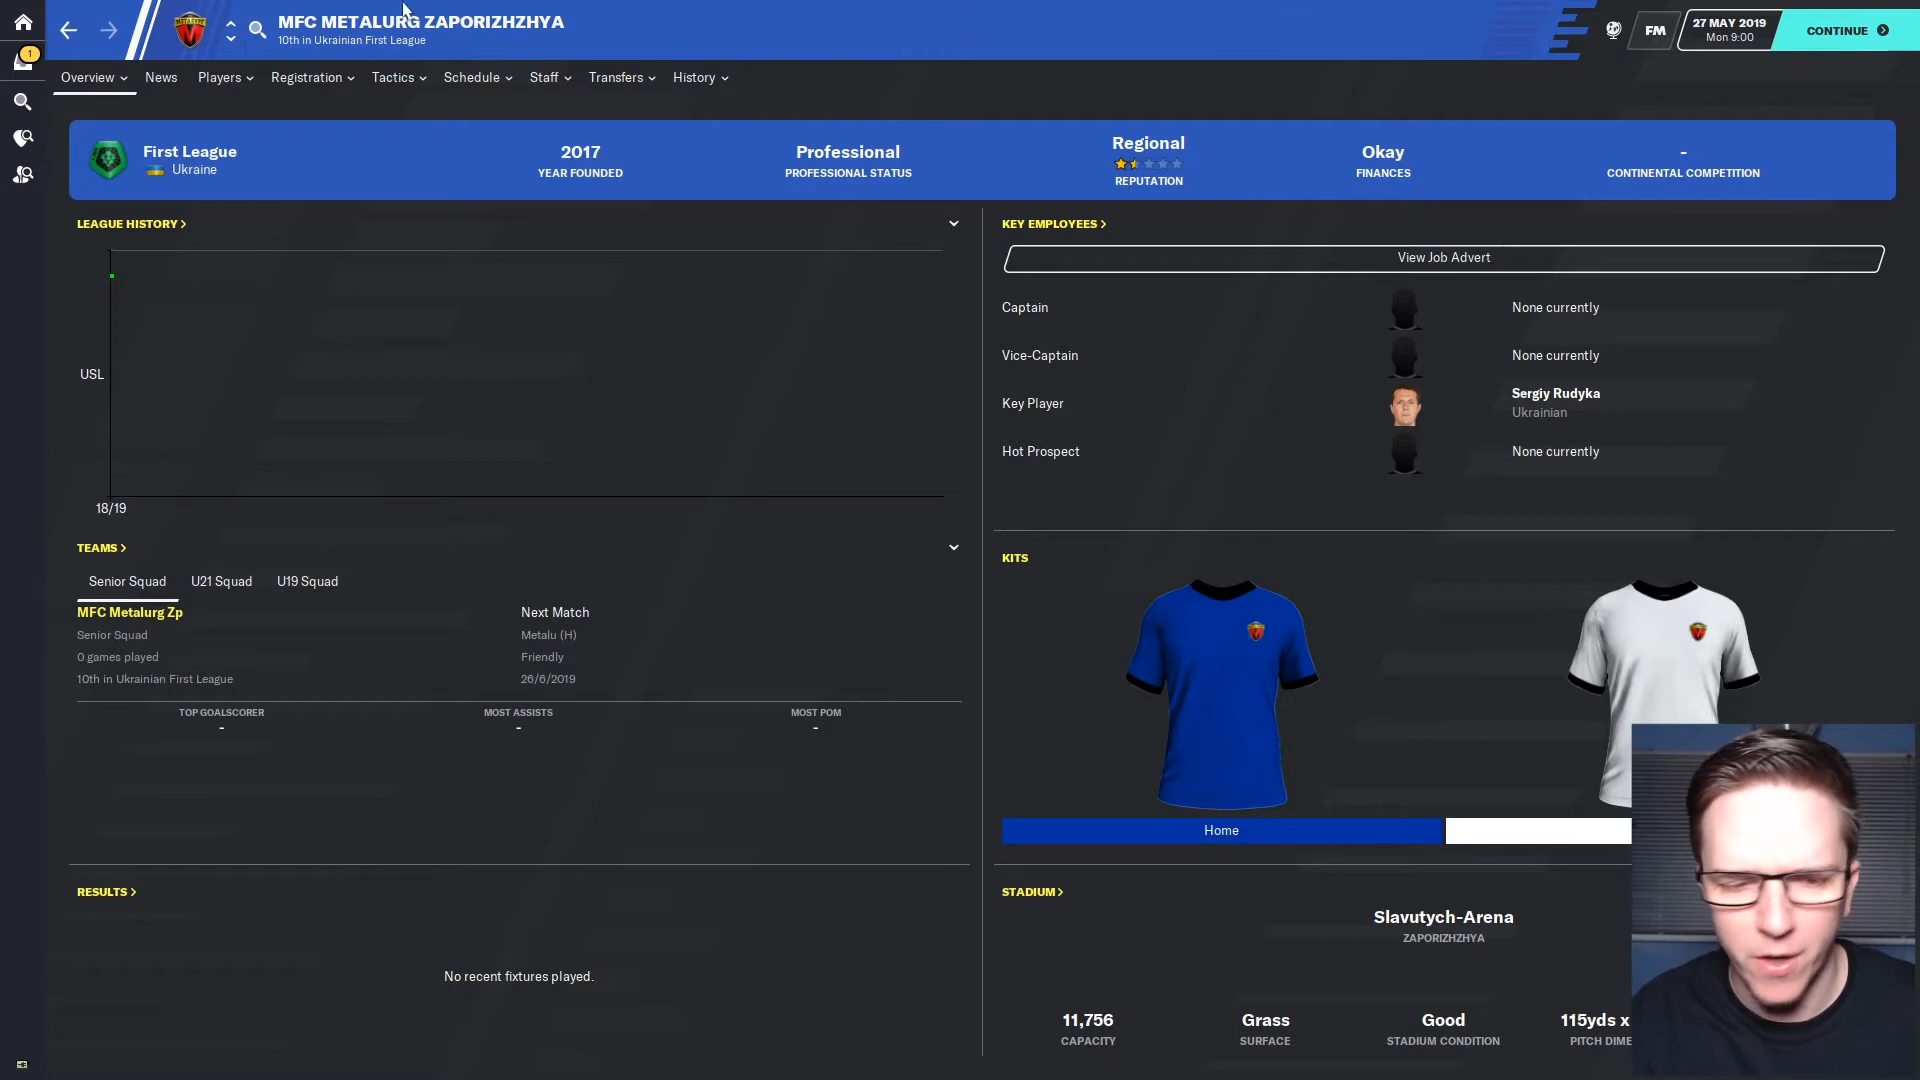 MFC METALURG ZAPORIZHZHYA
10th in Ukrainian First League
1
FM
27 MAY 2019
Mon 9:00
CONTINUE
Overview
News
Players
Registration
Tactics
Schedule
Staff
Transfers
History
First League
Ukraine
2017
YEAR FOUNDED
Professional
PROFESSIONAL STATUS
Regional
REPUTATION
Okay
FINANCES
-
CONTINENTAL COMPETITION
LEAGUE HISTORY >
USL
18/19
TEAMS >
Senior Squad
U21 Squad
U19 Squad
MFC Metalurg Zp
Senior Squad
0 games played
10th in Ukrainian First League
Next Match
Metalu (H)
Friendly
26/6/2019
TOP GOALSCORER
-
MOST ASSISTS
-
MOST POM
-
RESULTS >
No recent fixtures played.
KEY EMPLOYEES >
View Job Advert
Captain
None currently
Vice-Captain
None currently
Key Player
Sergiy Rudyka
Ukrainian
Hot Prospect
None currently
KITS
Home
STADIUM >
Slavutych-Arena
ZAPORIZHZHYA
11,756
CAPACITY
Grass
SURFACE
Good
STADIUM CONDITION
115yds x
PITCH DIME